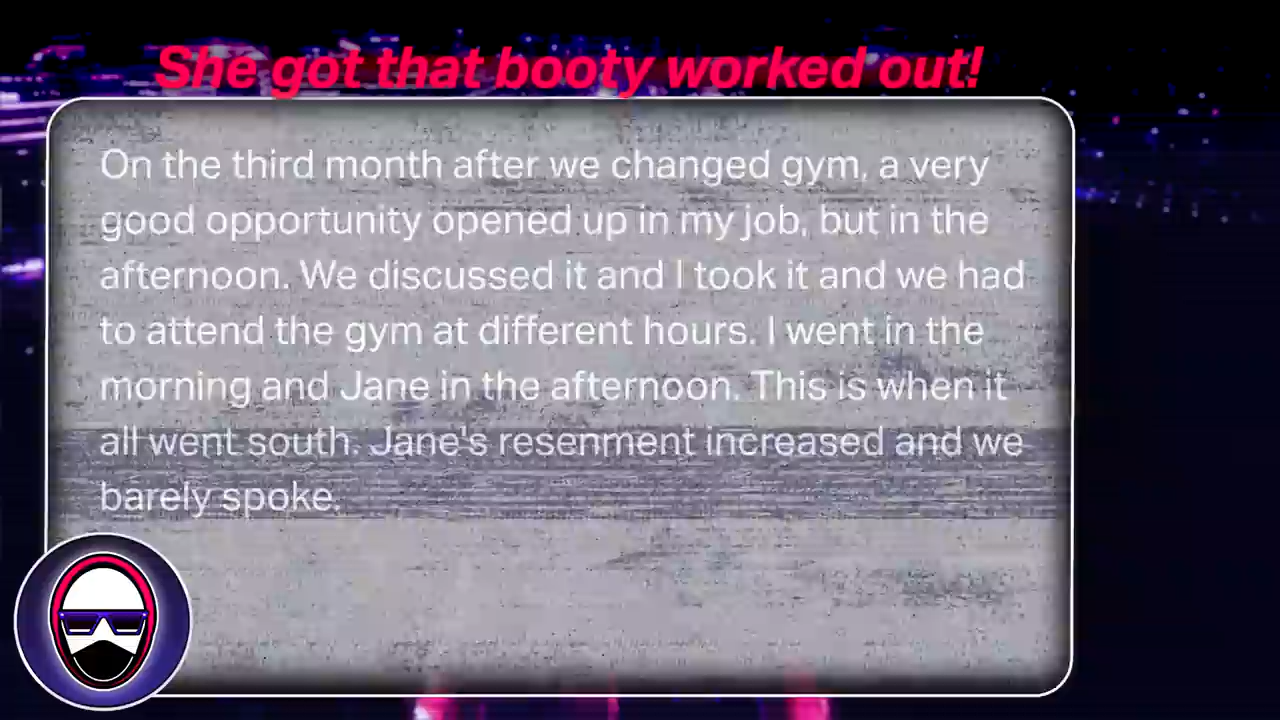 She got that booty worked out!
On the third month after we changed gym, a very
good opportunity opened up in my job, but in the
afternoon. We discussed it and I took it and we had
to attend the gym at different hours. I went in the
morning and Jane in the afternoon. This is when it
all went south. Jane's resenment increased and we
barely spoke.